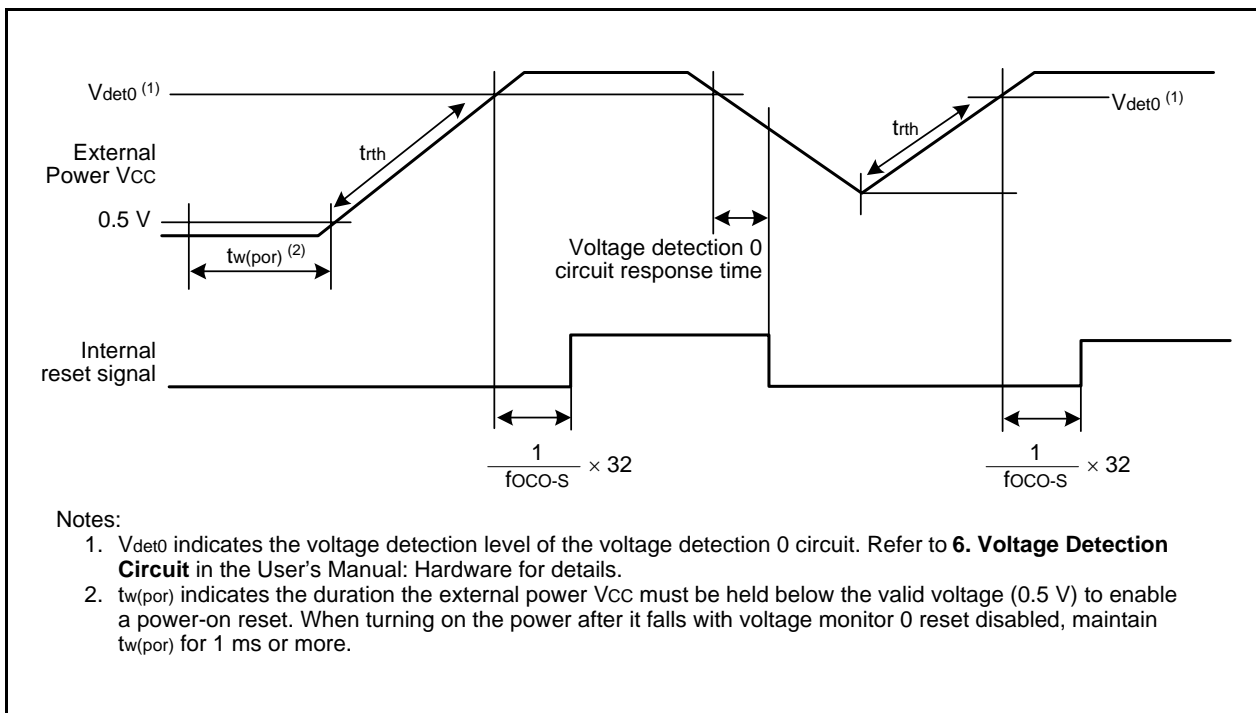 Vdet0 (1)
Vdet0 (1)
trth
trth
External
Power VCC
0.5 V
tw(por) (2)
Voltage detection 0
circuit response time
Internal
reset signal
1
fOCO-S
× 32
1
fOCO-S
× 32
Notes:
1. Vdet0 indicates the voltage detection level of the voltage detection 0 circuit. Refer to 6. Voltage Detection
Circuit in the User's Manual: Hardware for details.
2. tw(por) indicates the duration the external power VCC must be held below the valid voltage (0.5 V) to enable
a power-on reset. When turning on the power after it falls with voltage monitor 0 reset disabled, maintain
tw(por) for 1 ms or more.